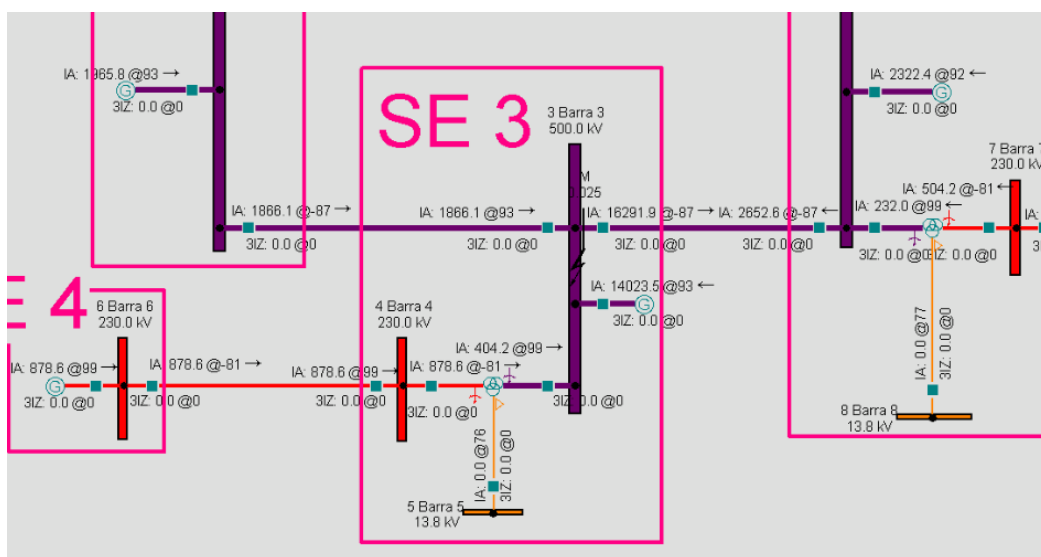 IA: 1965.8 @93 →
G
3IZ: 0.0 @0
SE 3
3 Barra 3
500.0 kV
IA: 2322.4 @92 ←
G
3IZ: 0.0 @0
7 Barra 7
230.0 kV
M
0.025
IA: 504.2 @-81 ←
IA: 1866.1 @-87 →
3IZ: 0.0 @0
IA: 1866.1 @93 →
3IZ: 0.0 @0
IA: 16291.9 @-87 →
3IZ: 0.0 @0
IA: 2652.6 @-87 ←
3IZ: 0.0 @0
IA: 232.0 @99 ←
3IZ: 0.0 @0
3IZ: 0.0 @0
IA: 14023.5 @93 ←
G
3IZ: 0.0 @0
E 4
6 Barra 6
230.0 kV
4 Barra 4
230.0 kV
IA: 404.2 @99 →
IA: 878.6 @99 →
G
3IZ: 0.0 @0
IA: 878.6 @-81 →
3IZ: 0.0 @0
IA: 878.6 @99 →
3IZ: 0.0 @0
IA: 878.6 @-81 →
3IZ: 0.0 @0
3IZ: 0.0 @0
IA: 0.0 @76
3IZ: 0.0 @0
5 Barra 5
13.8 kV
IA: 0.0 @77
3IZ: 0.0 @0
8 Barra 8
13.8 kV